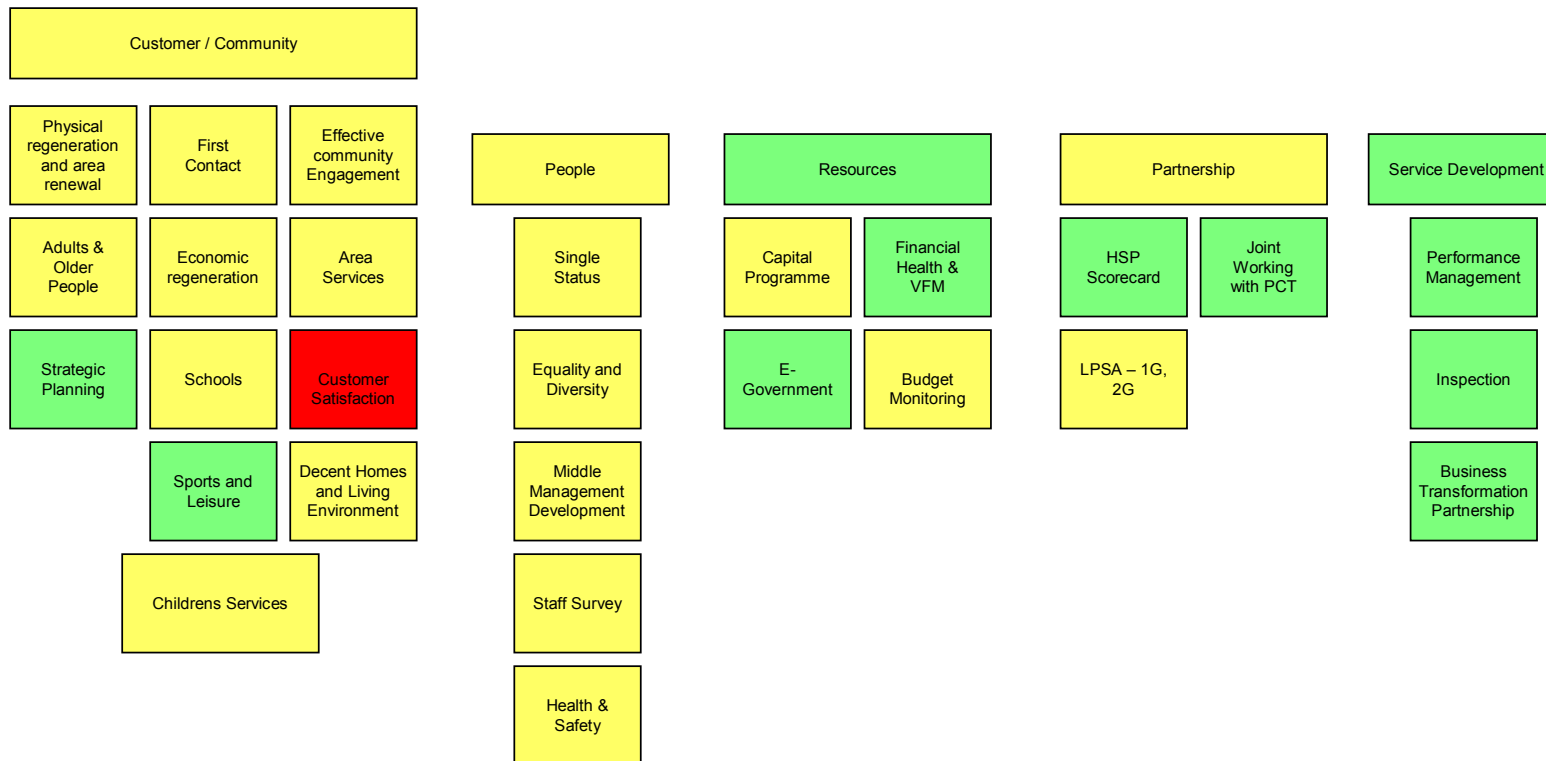 Customer / Community
Physical
regeneration
and area
renewal
First
Contact
Effective
community
Engagement
Adults &
Older
People
Economic
regeneration
Area
Services
Strategic
Planning
Schools
Customer
Satisfaction
Sports and
Leisure
Decent Homes
and Living
Environment
Childrens Services
People
Single
Status
Equality and
Diversity
Middle
Management
Development
Staff Survey
Health &
Safety
Resources
Capital
Programme
Financial
Health &
VFM
E-
Government
Budget
Monitoring
Partnership
HSP
Scorecard
Joint
Working
with PCT
LPSA – 1G,
2G
Service Development
Performance
Management
Inspection
Business
Transformation
Partnership